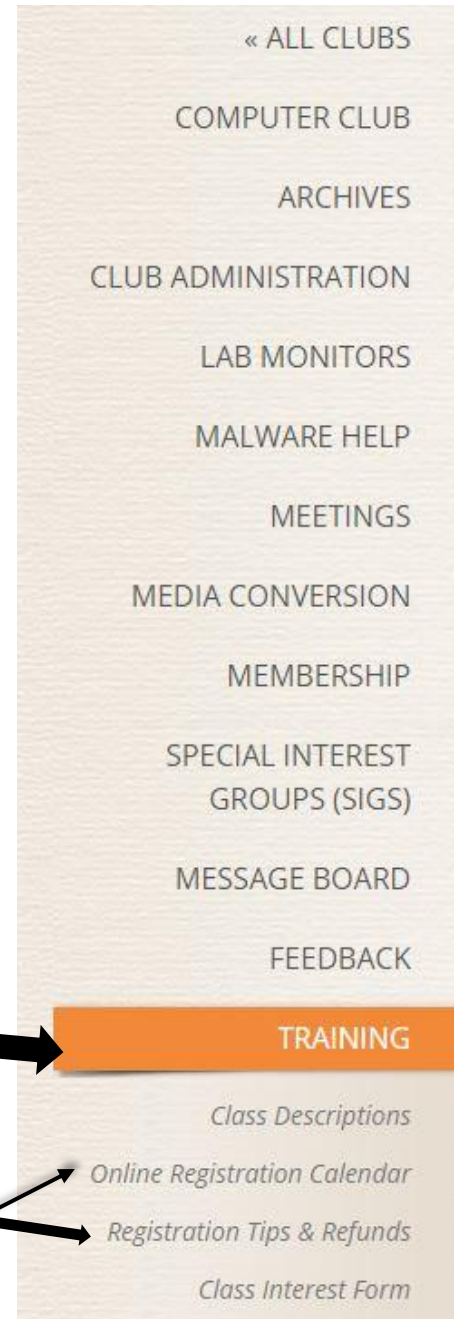 « ALL CLUBS
COMPUTER CLUB
ARCHIVES
CLUB ADMINISTRATION
LAB MONITORS
MALWARE HELP
MEETINGS
MEDIA CONVERSION
MEMBERSHIP
SPECIAL INTEREST
GROUPS (SIGS)
MESSAGE BOARD
FEEDBACK
TRAINING
Class Descriptions
Online Registration Calendar
Registration Tips & Refunds
Class Interest Form